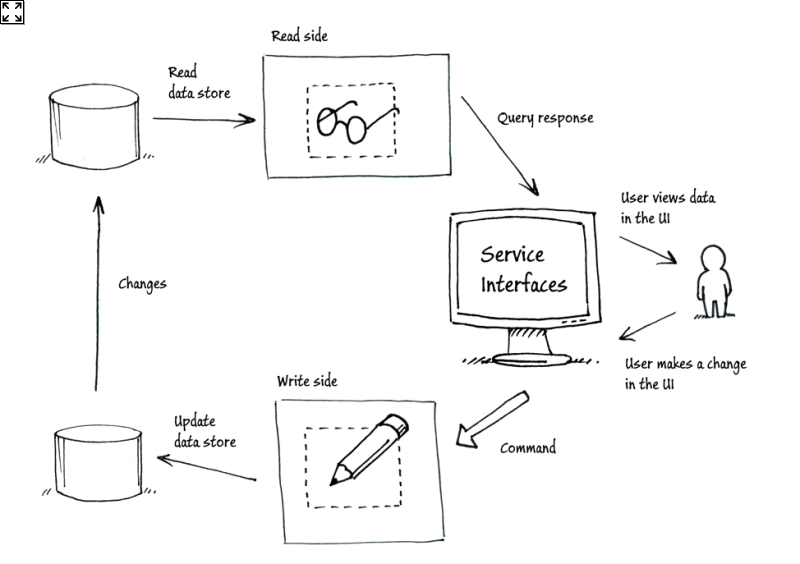 Read side
Read
data store
Query response
User views data
in the UI
Service
Interfaces
Changes
User makes a change
in the UI
Write side
Update
data store
Command